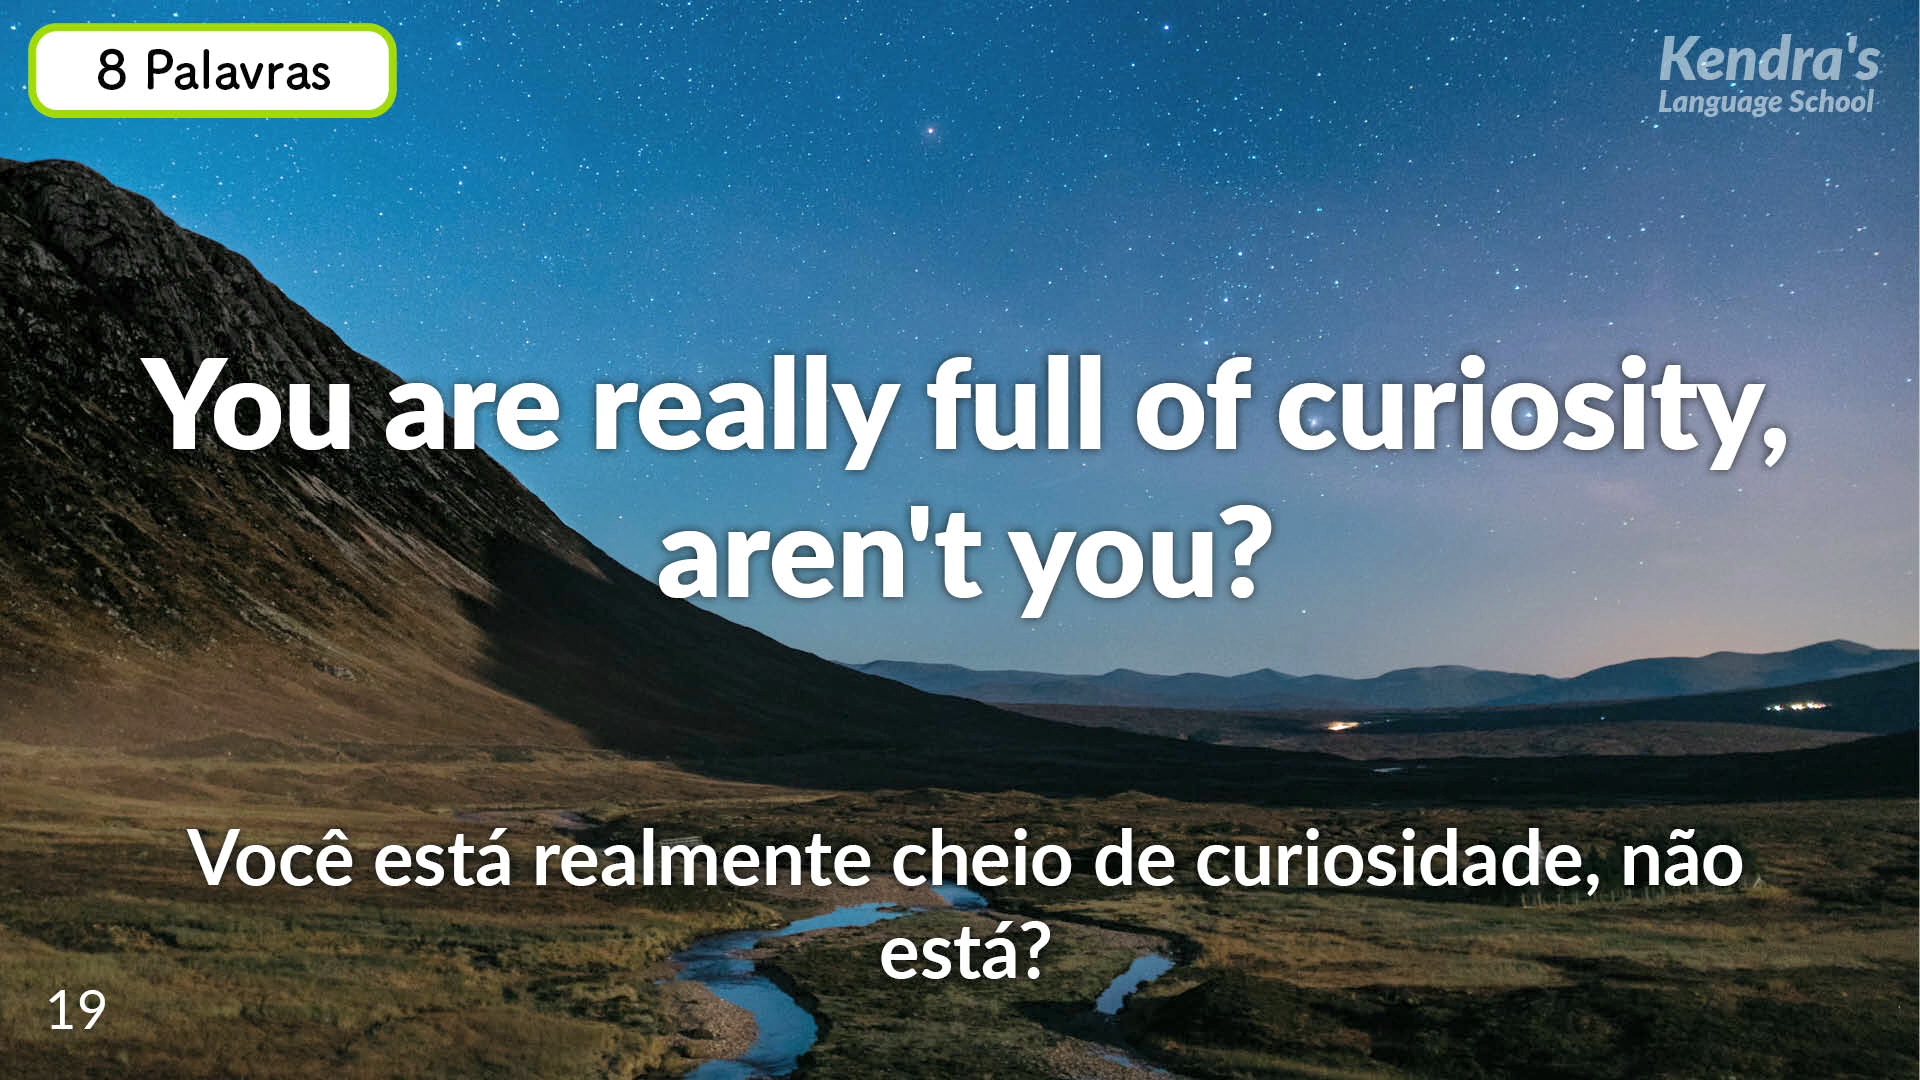 8 Palavras
Kendra's
Language School
You are really full of curiosity,
aren't you?
Você está realmente cheio de curiosidade, não
está?
19